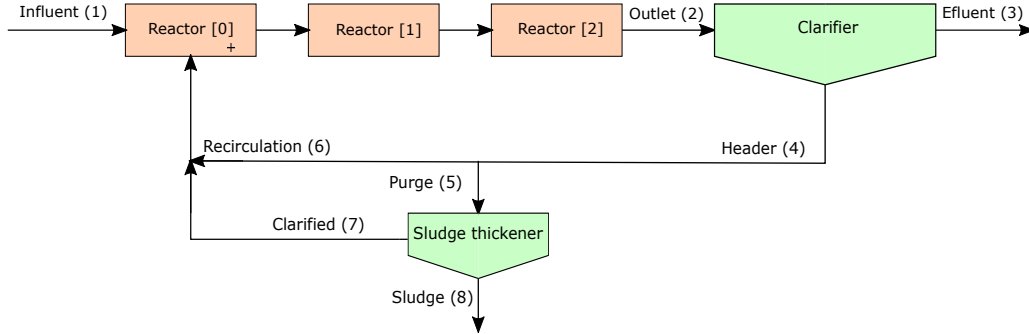 Influent (1)
Reactor [0]
+
Reactor [1]
Reactor [2]
Outlet (2)
Clarifier
Efluent (3)
Recirculation (6)
Header (4)
Purge (5)
Clarified (7)
Sludge thickener
Sludge (8)